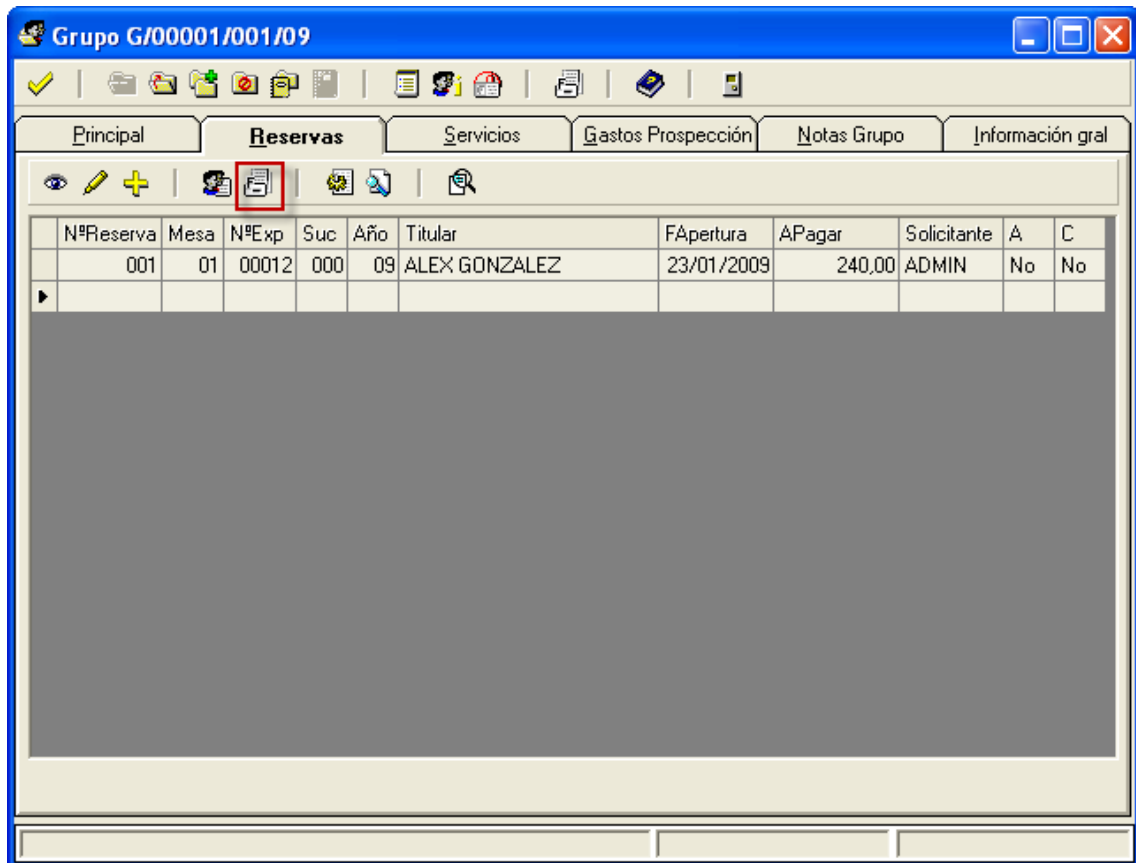 Grupo G/00001/001/09
Principal Reservas Servicios Gastos Prospección Notas Grupo Información gral
NºReserva Mesa NºExp Suc Año Titular FApertura APagar Solicitante A C
001 01 00012 000 09 ALEX GONZALEZ 23/01/2009 240,00 ADMIN No No